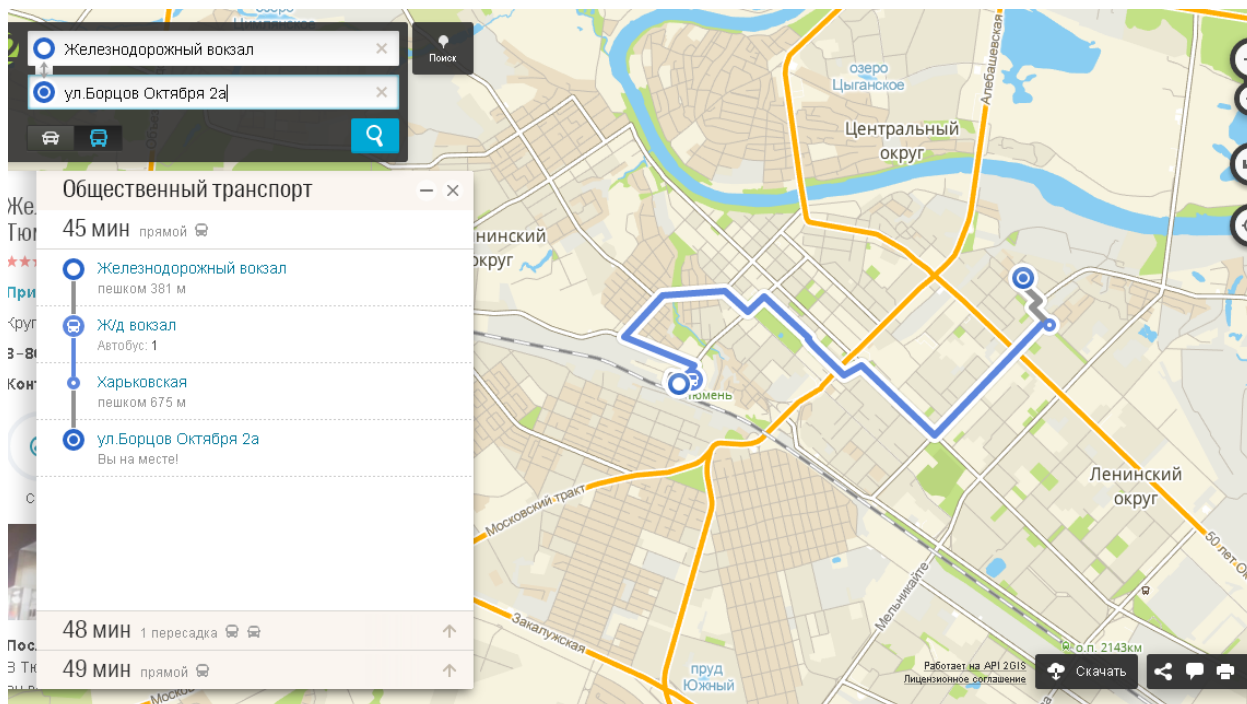 Железнодорожный вокзал
ул.Борцов Октября 2а
Поиск
Общественный транспорт
45 мин прямой
Железнодорожный вокзал
пешком 381 м
Ж/д вокзал
Автобус: 1
Харьковская
пешком 675 м
ул.Борцов Октября 2а
Вы на месте!
48 мин 1 пересадка
49 мин прямой
озеро
Цыганское
Алебашевская
Центральный
округ
нинский
округ
Тюмень
Московский тракт
Ленинский
округ
50 лет Ок
Мельникайте
Закалужская
о.п. 2143км
пруд
Южный
Работает на API 2GIS
Лицензионное соглашение
Скачать